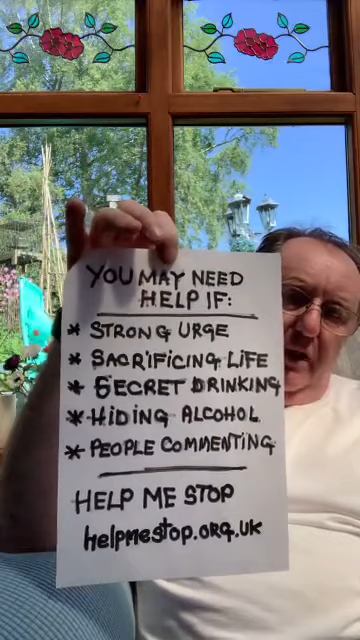 YOU MAY NEED
HELP IF:
* STRONG URGE
* SACRIFICING LIFE
* SECRET DRINKING
* HIDING ALCOHOL
* PEOPLE COMMENTING
HELP ME STOP
helpmestop.org.uk